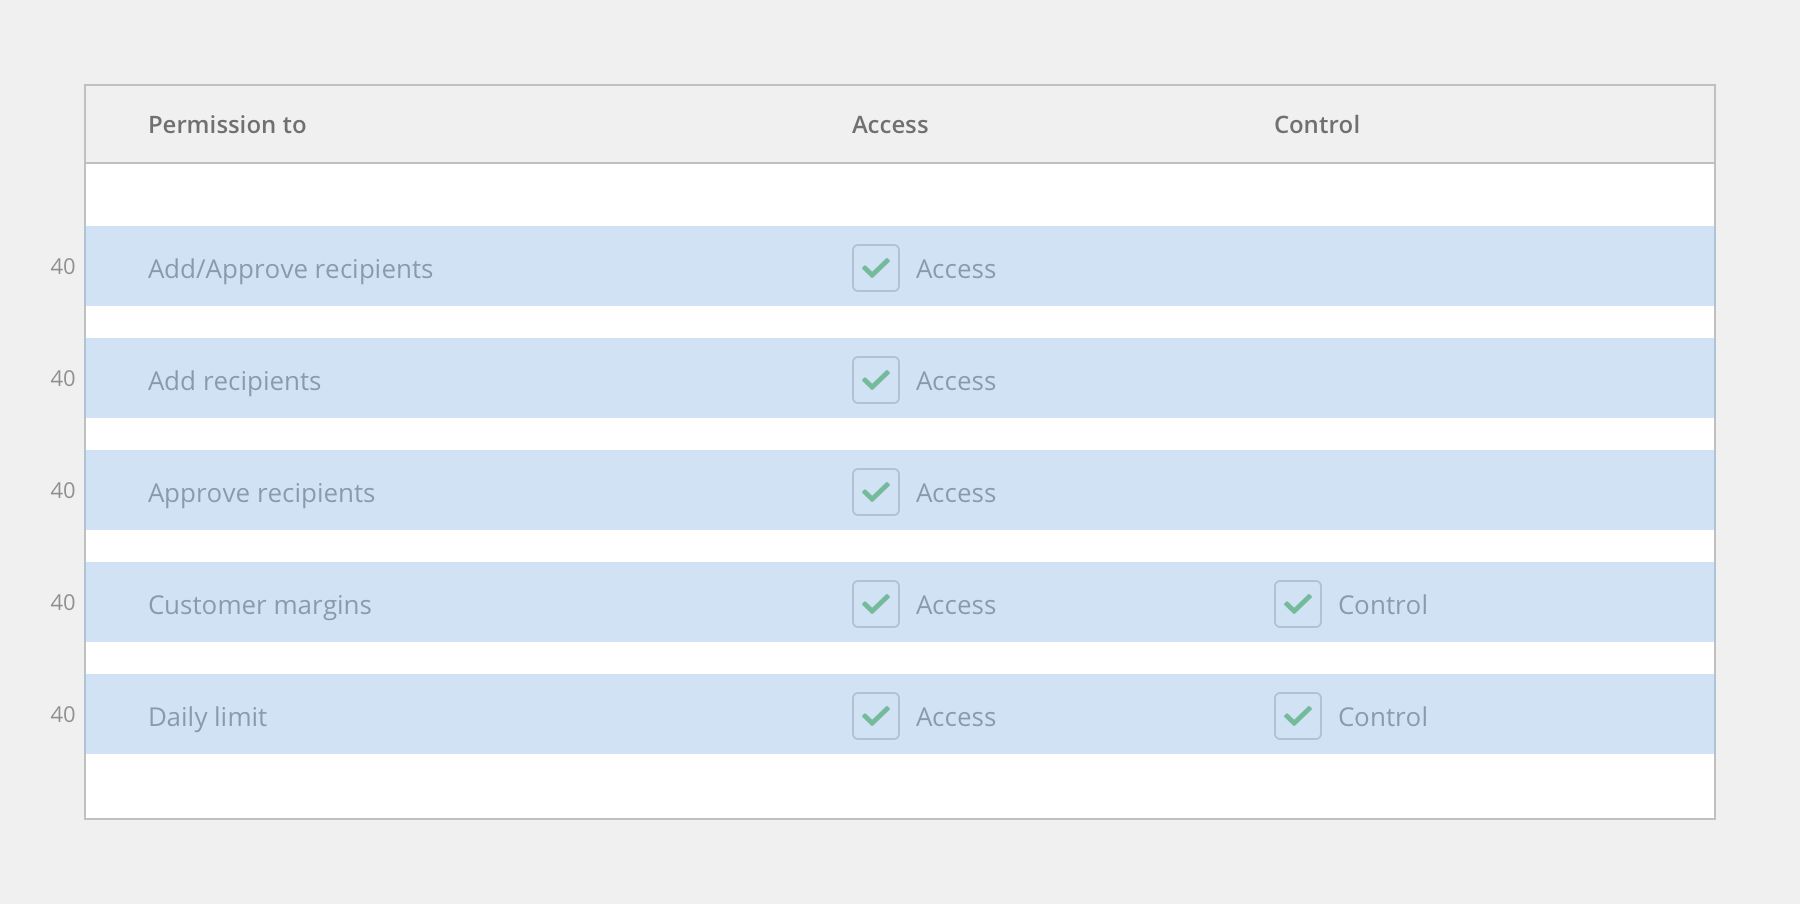 Permission to Access Control
40 Add/Approve recipients Access
40 Add recipients Access
40 Approve recipients Access
40 Customer margins Access Control
40 Daily limit Access Control